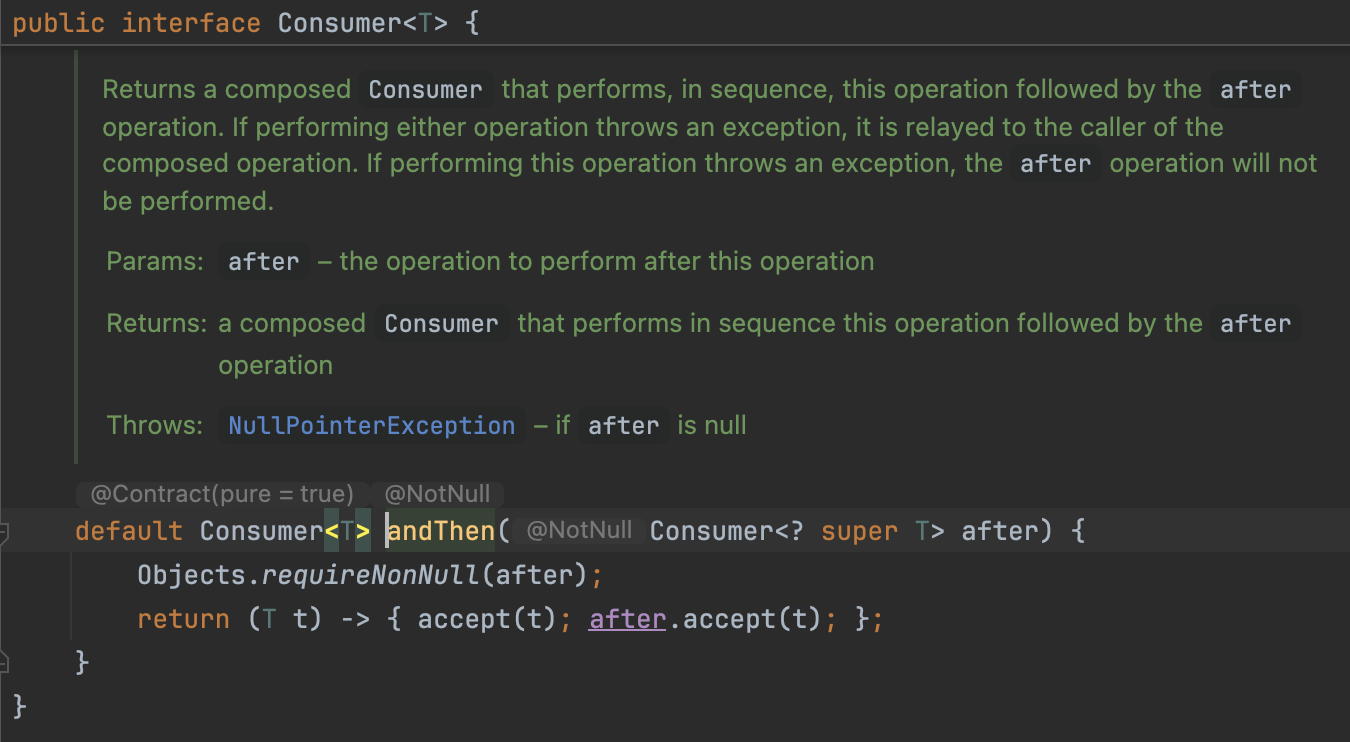 public interface Consumer<T> {
Returns a composed Consumer that performs, in sequence, this operation followed by the after
operation. If performing either operation throws an exception, it is relayed to the caller of the
composed operation. If performing this operation throws an exception, the after operation will not
be performed.
Params: after – the operation to perform after this operation
Returns: a composed Consumer that performs in sequence this operation followed by the after
operation
Throws: NullPointerException – if after is null
@Contract(pure = true) @NotNull
default Consumer<T> andThen( @NotNull Consumer<? super T> after) {
Objects.requireNonNull(after);
return (T t) -> { accept(t); after.accept(t); };
}
}